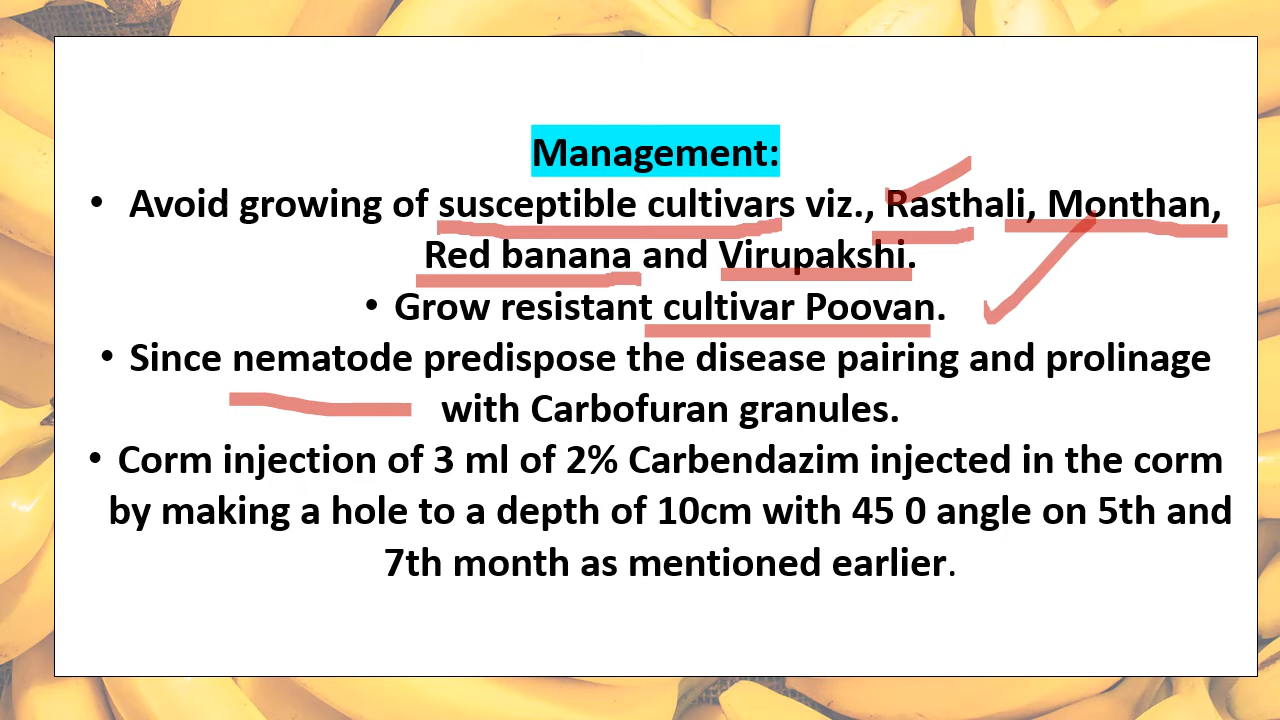 Management:
• Avoid growing of susceptible cultivars viz., Rasthali, Monthan,
Red banana and Virupakshi.
• Grow resistant cultivar Poovan.
• Since nematode predispose the disease pairing and prolinage
with Carbofuran granules.
• Corm injection of 3 ml of 2% Carbendazim injected in the corm
by making a hole to a depth of 10cm with 45 0 angle on 5th and
7th month as mentioned earlier.